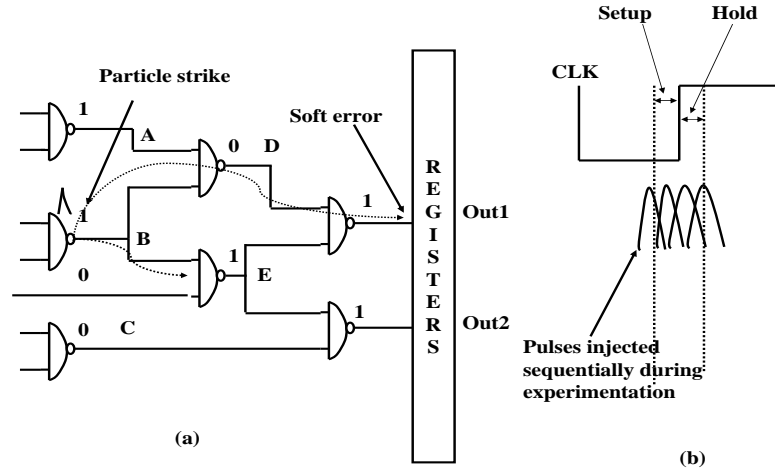 Particle strike
1
A
0
D
Soft error
1
B
0
1
E
1
0
C
1
R
E
G
I
S
T
E
R
S
Out1
Out2
(a)
Setup
Hold
CLK
Pulses injected
sequentially during
experimentation
(b)